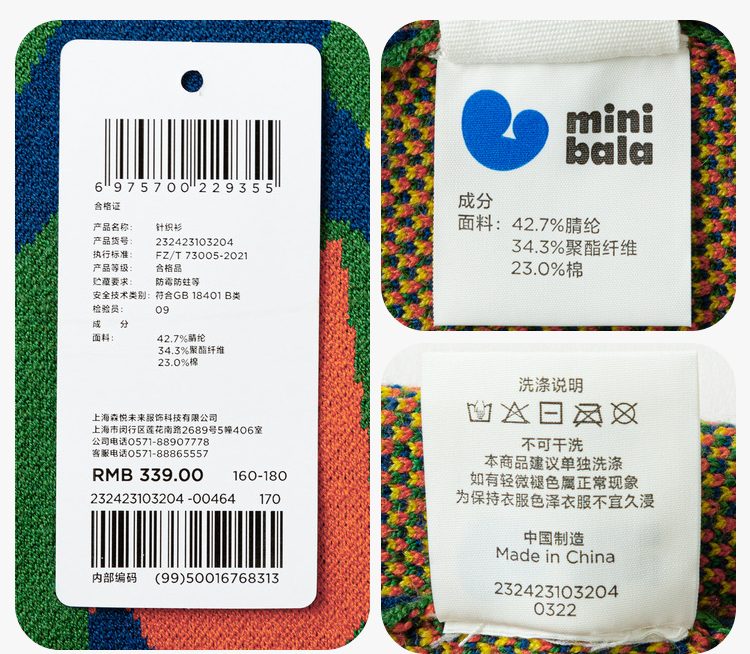 6 975700 229355
合格证
产品名称： 针织衫
产品货号： 232423103204
执行标准： FZ/T 73005-2021
产品等级： 合格品
贮藏要求： 防霉防蛀等
安全技术类别： 符合GB 18401 B类
检验员： 09
成 分
面料： 42.7%腈纶
34.3%聚酯纤维
23.0%棉
上海森悦未来服饰科技有限公司
上海市闵行区莲花南路2689号5幢406室
公司电话0571-88907778
客服电话0571-88865557
RMB 339.00 160-180
232423103204 -00464 170
内部编码 (99)50016768313
mini
bala
成分
面料： 42.7%腈纶
34.3%聚酯纤维
23.0%棉
洗涤说明
不可干洗
本商品建议单独洗涤
如有轻微褪色属正常现象
为保持衣服色泽衣服不宜久浸
中国制造
Made in China
232423103204
0322